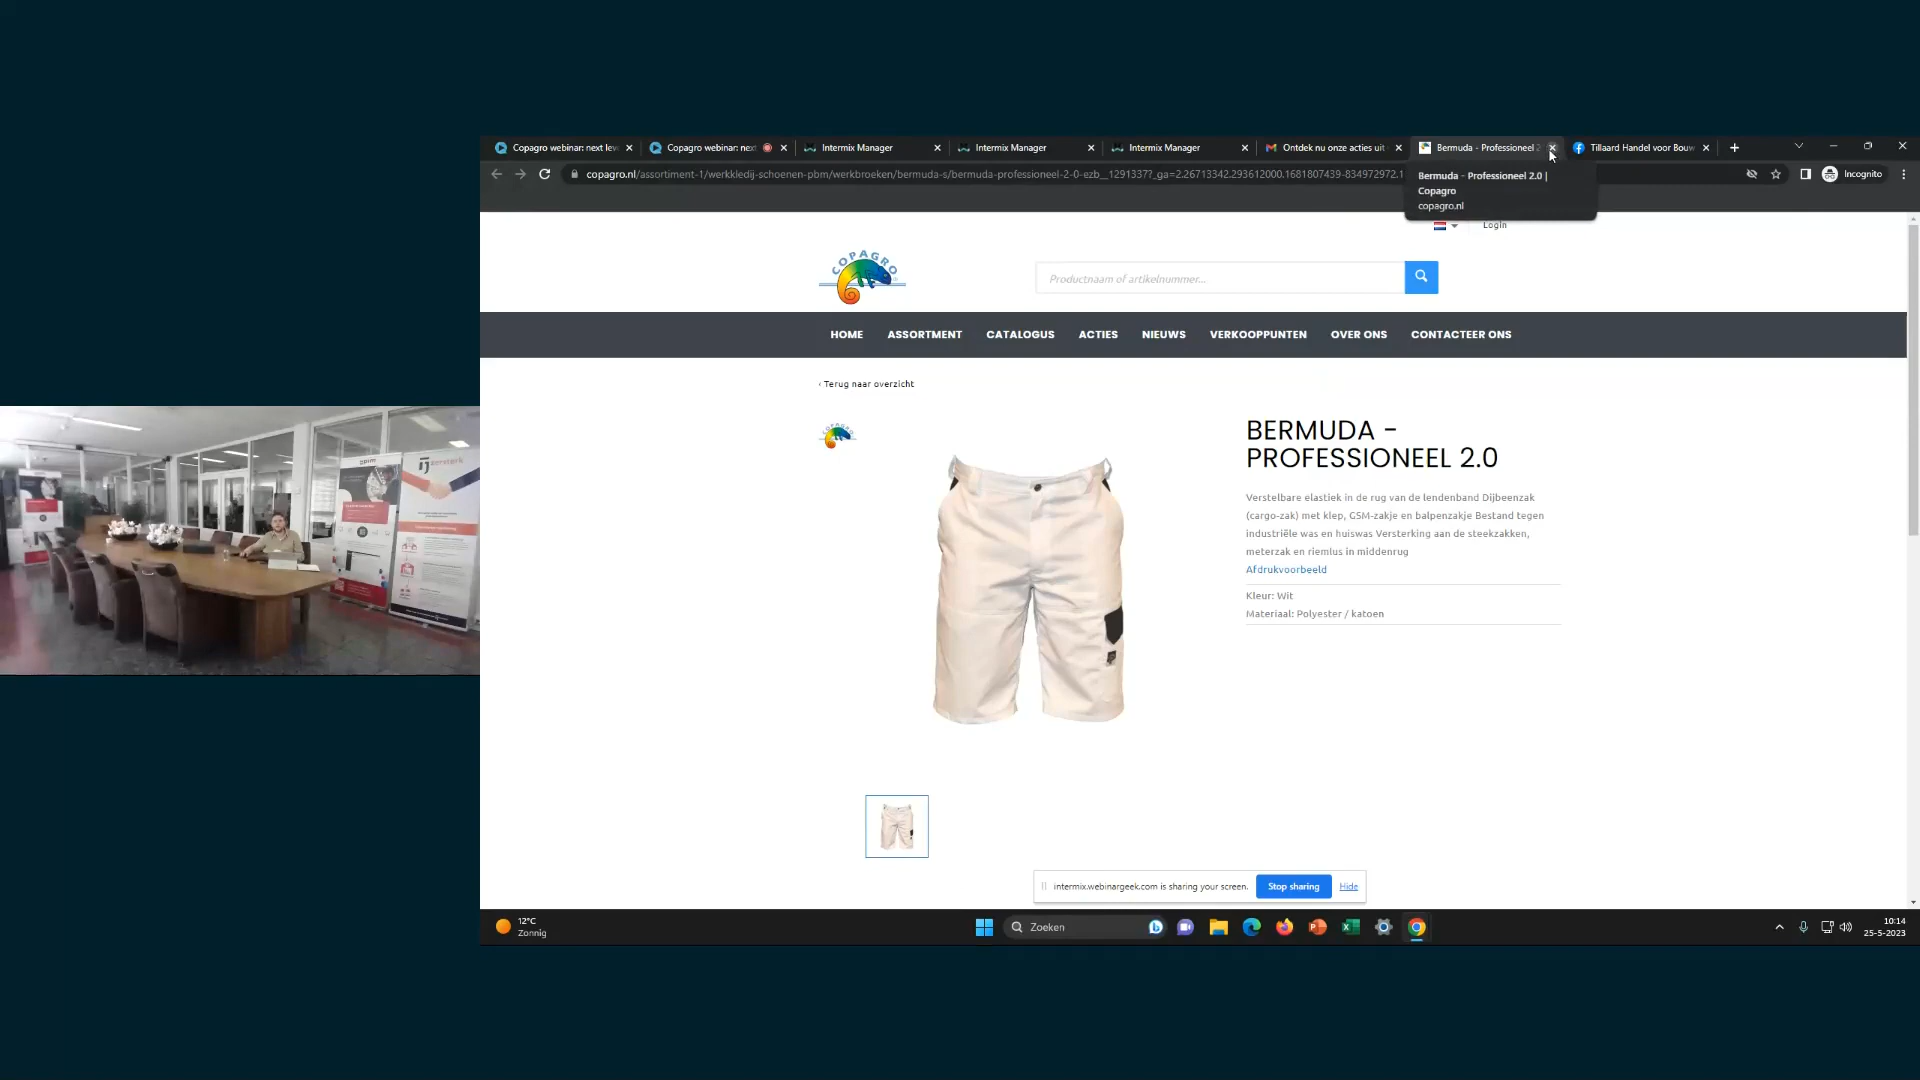 Copagro webinar: next lev
Copagro webinar: nex
Intermix Manager
Intermix Manager
Intermix Manager
Ontdek nu onze acties uit
Bermuda - Professioneel 2
Tillaard Handel voor Bouw
copagro.nl/assortiment-1/werkkledij-schoenen-pbm/werkbroeken/bermuda-s/bermuda-professioneel-2-0-ezb__1291337?_ga=2.26713342.293612000.1681807439-834972972.1
Incognito
Bermuda - Professioneel 2.0 |
Copagro
copagro.nl
Login
COPAGRO
Productnaam of artikelnummer...
HOME ASSORTMENT CATALOGUS ACTIES NIEUWS VERKOOPPUNTEN OVER ONS CONTACTEER ONS
‹ Terug naar overzicht
BERMUDA -
PROFESSIONEEL 2.0
Verstelbare elastiek in de rug van de lendenband Dijbeenzak
(cargo-zak) met klep, GSM-zakje en balpenzakje Bestand tegen
industriële was en huiswas Versterking aan de steekzakken,
meterzak en riemlus in middenrug
Afdrukvoorbeeld
Kleur: Wit
Materiaal: Polyester / katoen
intermix.webinargeek.com is sharing your screen.
Stop sharing
Hide
12°C
Zonnig
Zoeken
10:14
25-5-2023